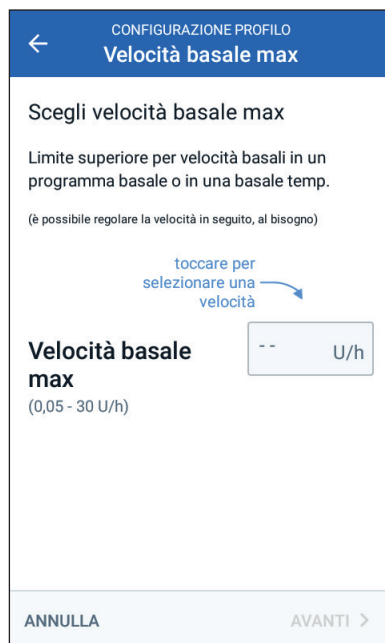 CONFIGURAZIONE PROFILO
Velocità basale max
Scegli velocità basale max
Limite superiore per velocità basali in un
programma basale o in una basale temp.
(è possibile regolare la velocità in seguito, al bisogno)
toccare per
selezionare una
velocità
Velocità basale
max
(0,05 - 30 U/h)
-- U/h
ANNULLA
AVANTI